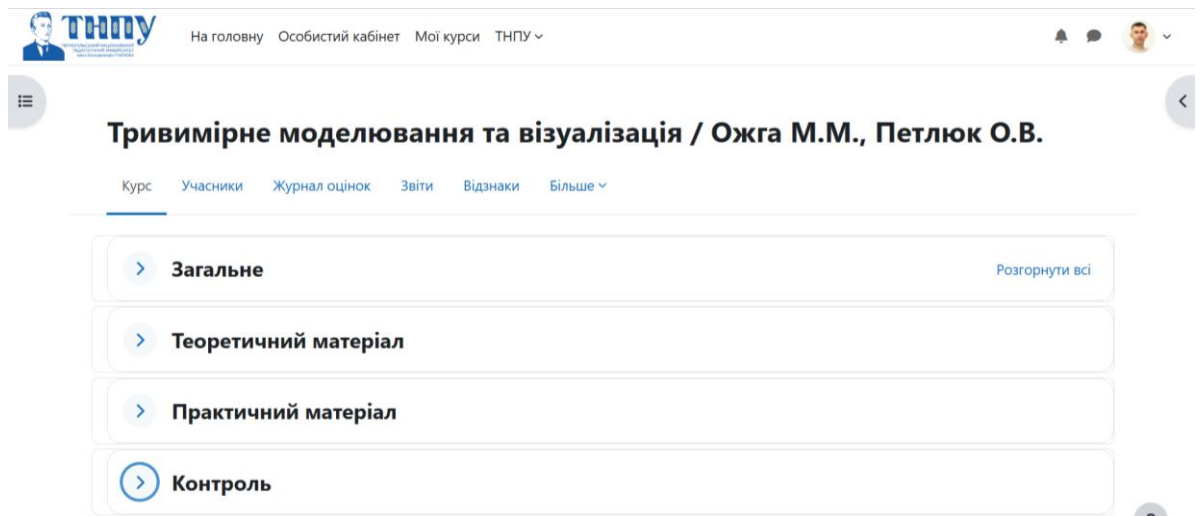 ТНПУ
На головну Особистий кабінет Мої курси ТНПУ
Тривимірне моделювання та візуалізація / Ожга М.М., Петлюк О.В.
Курс Учасники Журнал оцінок Звіти Відзнаки Більше
Загальне Розгорнути всі
Теоретичний матеріал
Практичний матеріал
Контроль